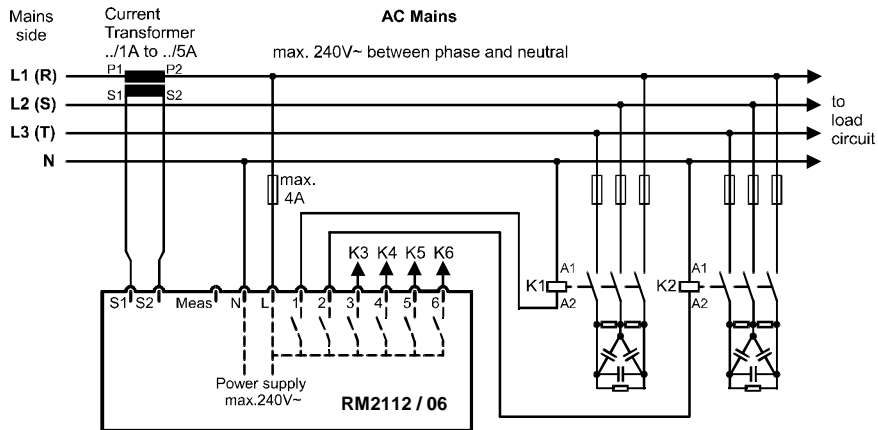 Mains
side
Current
Transformer
../1A to ../5A
AC Mains
max. 240V~ between phase and neutral
L1 (R)
P1
P2
L2 (S)
S1
S2
L3 (T)
N
to
load
circuit
max.
4A
K3
K4
K5
K6
K1
A1
A2
K2
A1
A2
S1
S2
Meas
N
L
1
2
3
4
5
6
Power supply
max.240V~
RM2112 / 06